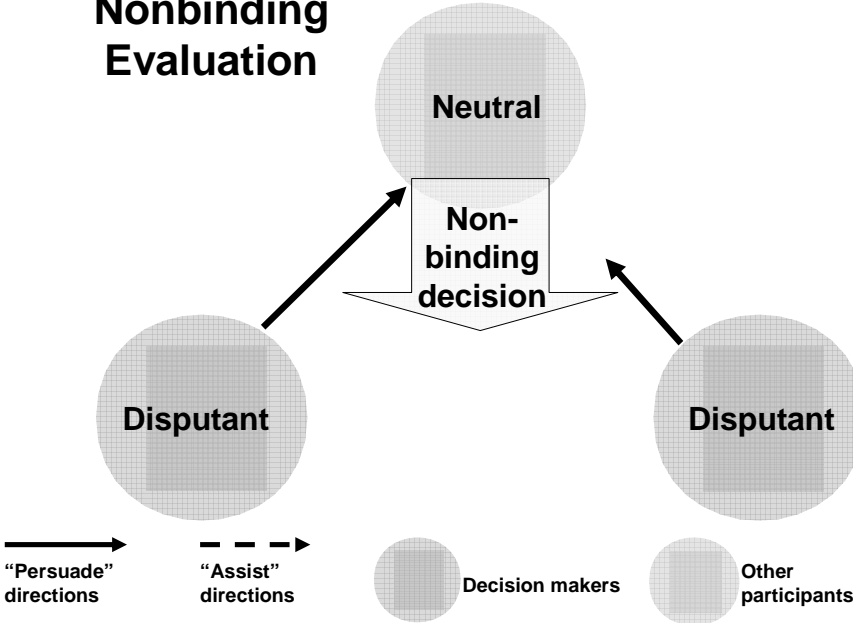 Nonbinding
Evaluation
Neutral
Non-
binding
decision
Disputant
Disputant
“Persuade”
directions
“Assist”
directions
Decision makers
Other
participants